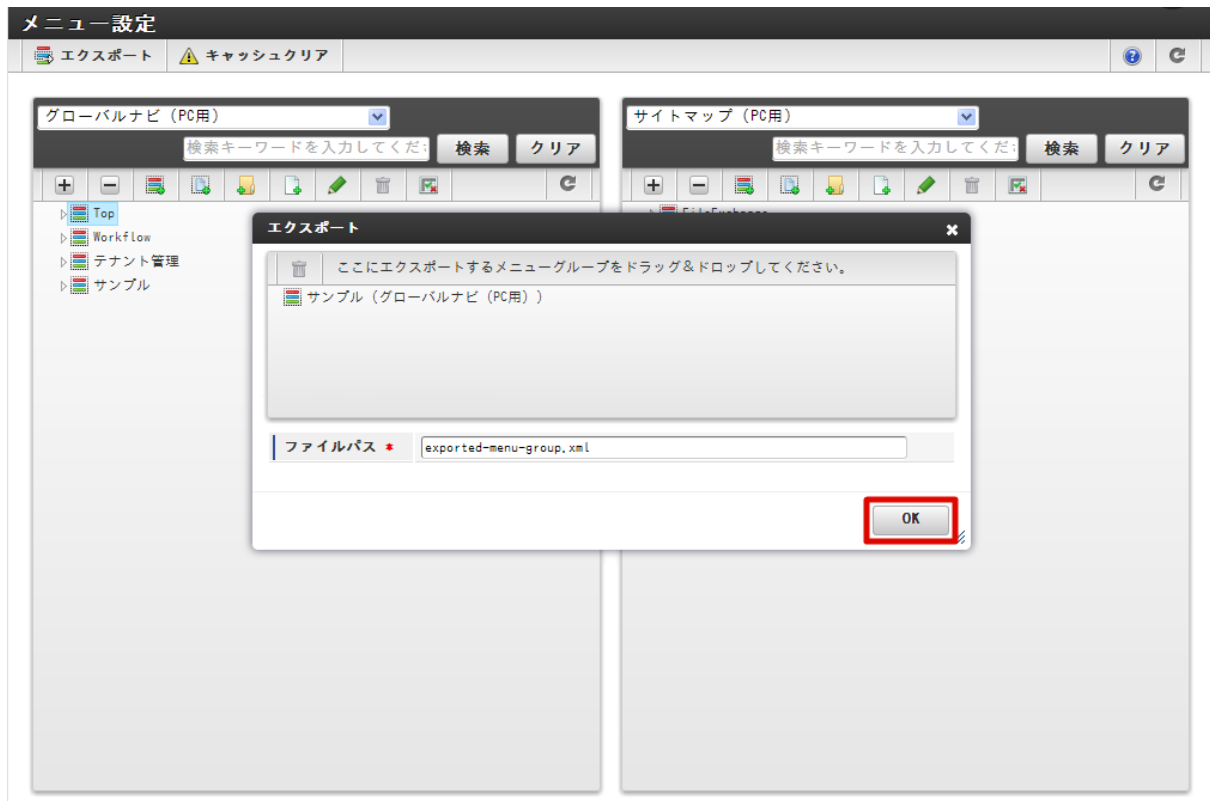 メニュー設定
エクスポート キャッシュクリア
グローバルナビ（PC用）
検索キーワードを入力してくだ 検索 クリア
Top
Workflow
テナント管理
サンプル
サイトマップ（PC用）
検索キーワードを入力してくだ 検索 クリア
エクスポート
ここにエクスポートするメニューグループをドラッグ&ドロップしてください。
サンプル（グローバルナビ（PC用））
ファイルパス *
exported-menu-group.xml
OK